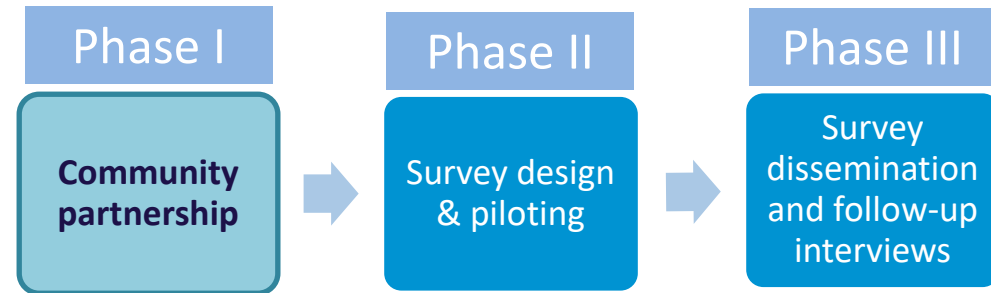 Phase I
Community
partnership
Phase II
Survey design
& piloting
Phase III
Survey
dissemination
and follow-up
interviews